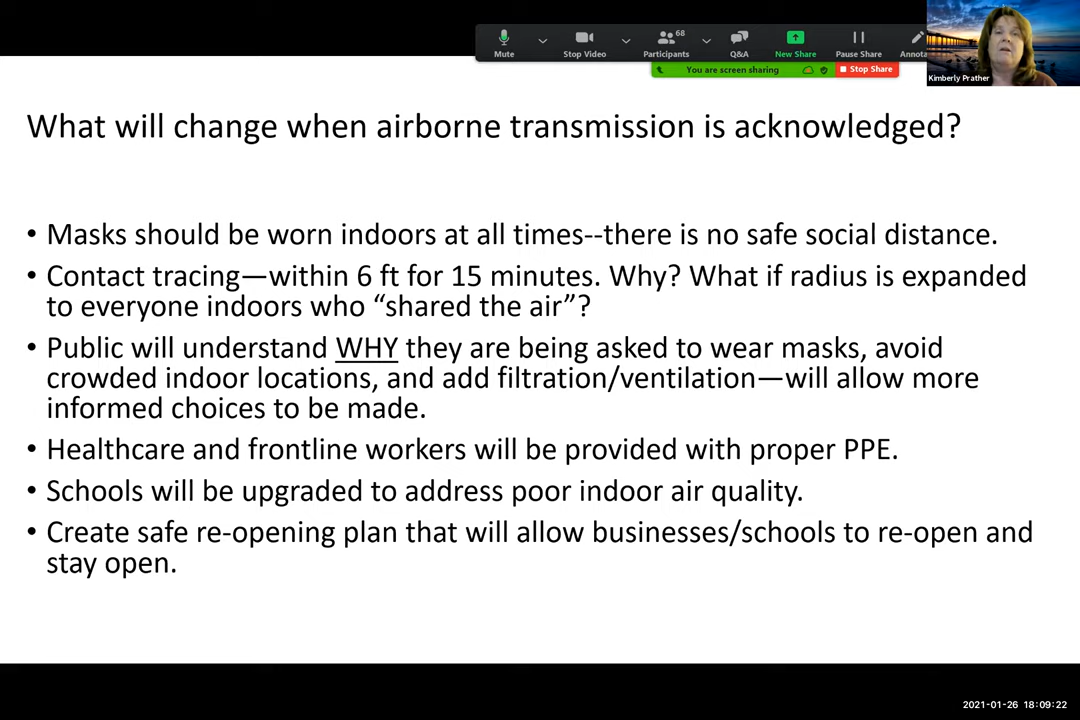 68
Mute
Stop Video
Participants
Q&A
New Share
Pause Share
Annota
You are screen sharing
Stop Share
Kimberly Prather
What will change when airborne transmission is acknowledged?
• Masks should be worn indoors at all times--there is no safe social distance.
• Contact tracing—within 6 ft for 15 minutes. Why? What if radius is expanded
to everyone indoors who “shared the air”?
• Public will understand WHY they are being asked to wear masks, avoid
crowded indoor locations, and add filtration/ventilation—will allow more
informed choices to be made.
• Healthcare and frontline workers will be provided with proper PPE.
• Schools will be upgraded to address poor indoor air quality.
• Create safe re-opening plan that will allow businesses/schools to re-open and
stay open.
2021-01-26 18:09:22